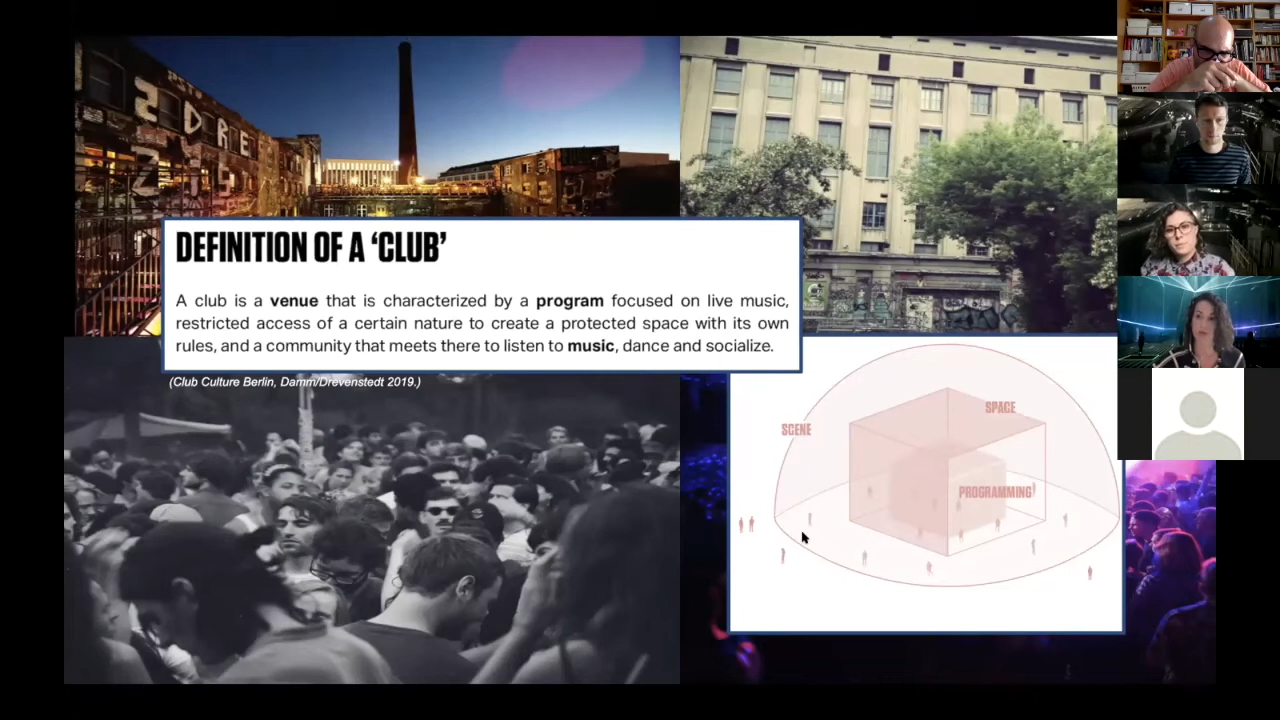 DEFINITION OF A ‘CLUB’
A club is a venue that is characterized by a program focused on live music,
restricted access of a certain nature to create a protected space with its own
rules, and a community that meets there to listen to music, dance and socialize.
(Club Culture Berlin, Damm/Drevenstedt 2019.)
SPACE
SCENE
PROGRAMMING